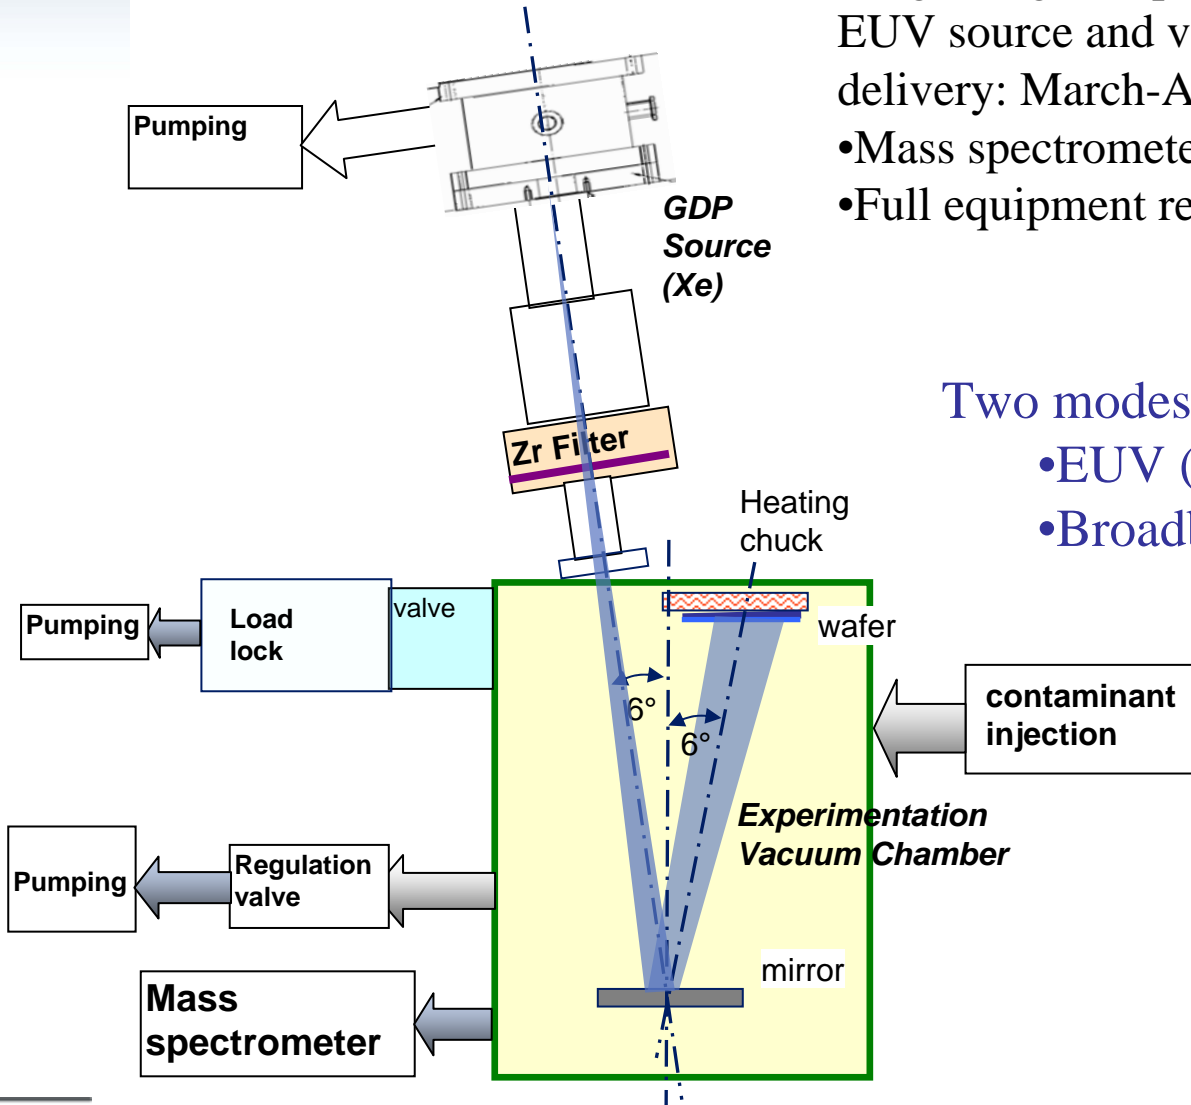 EUV source and v
delivery: March-A
•Mass spectromete
•Full equipment re
Pumping
GDP
Source
(Xe)
Two modes
•EUV (
•Broadb
Zr Filter
Heating
chuck
wafer
Pumping
Load
lock
valve
6°
6°
contaminant
injection
Experimentation
Vacuum Chamber
Pumping
Regulation
valve
mirror
Mass
spectrometer